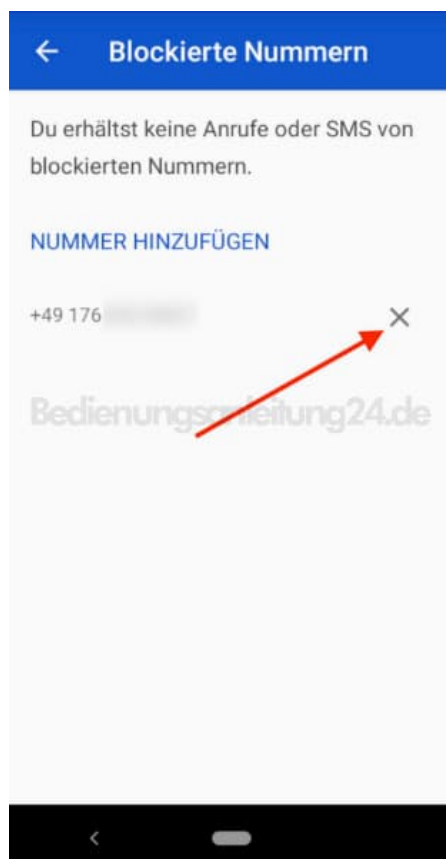 Blockierte Nummern
Du erhältst keine Anrufe oder SMS von
blockierten Nummern.
NUMMER HINZUFÜGEN
+49 176
Bedienungsanleitung24.de